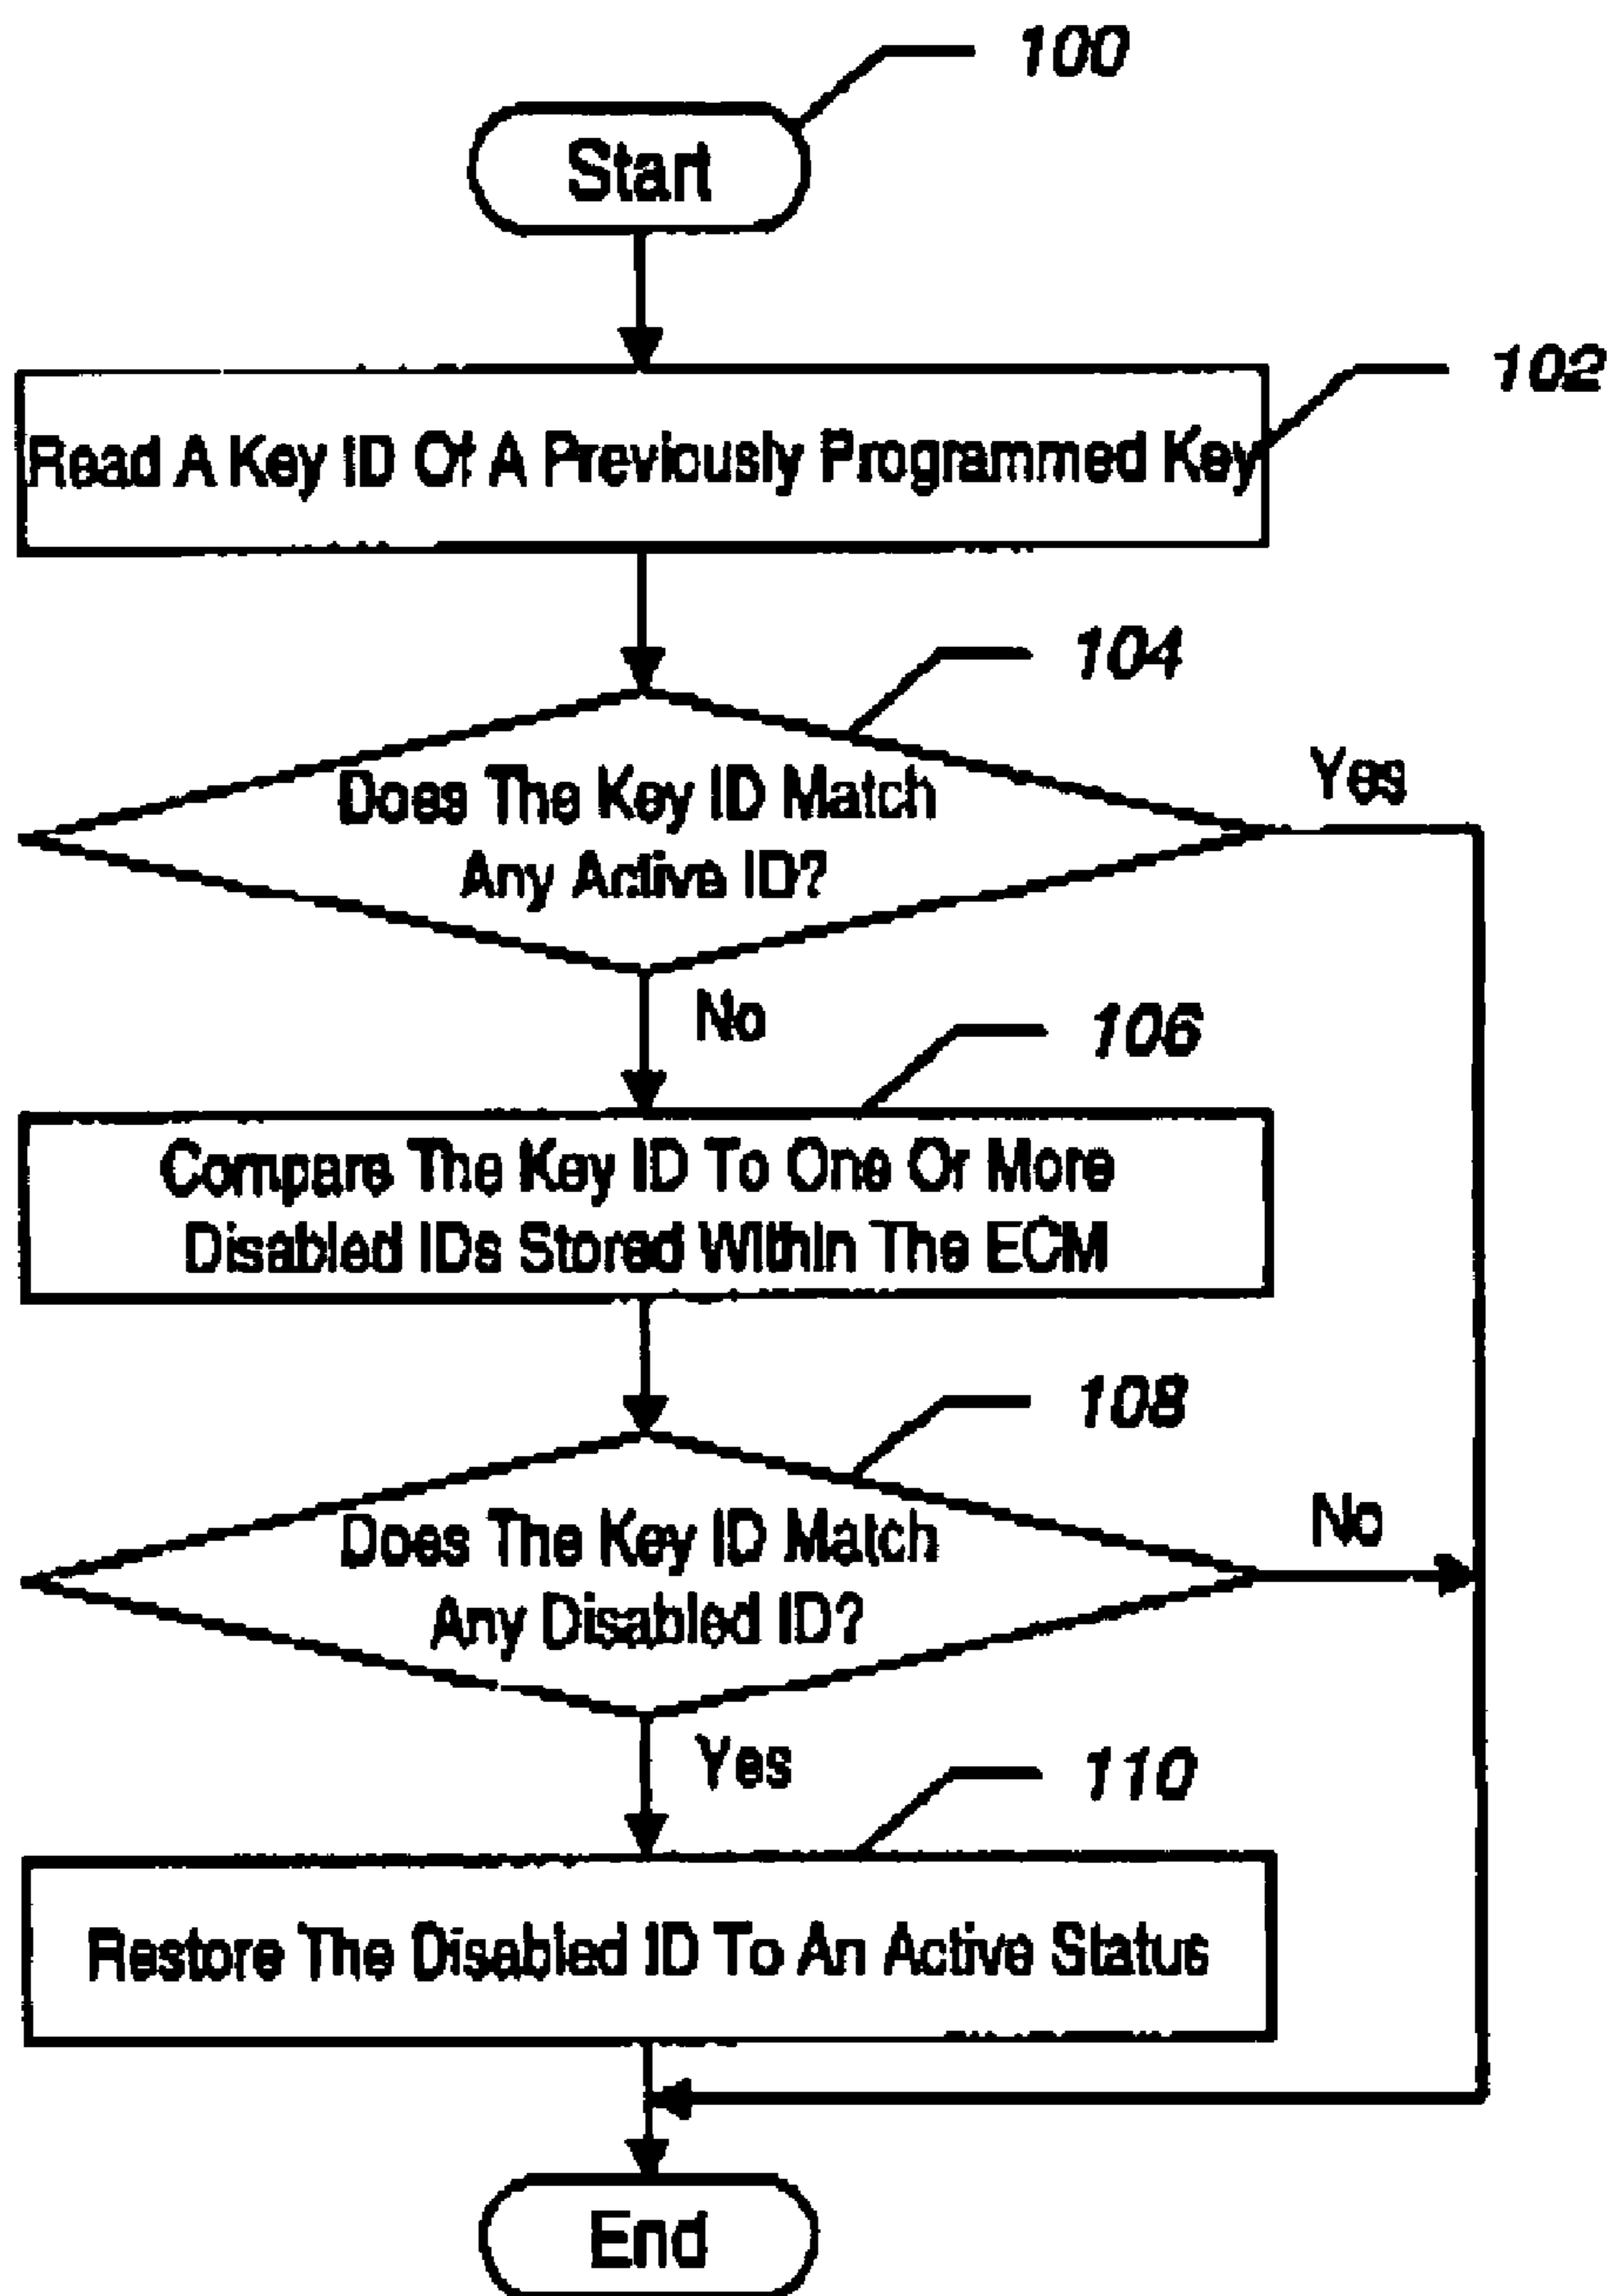 100
Start
102
Read A Key ID Of A Previously Programmed Key
104
Does The Key ID Match
Any Active ID?
Yes
No
106
Compare The Key ID To One Or More
Disabled IDs Stored Within The ECM
108
Does The Key ID Match
Any Disabled ID?
No
Yes
110
Restore The Disabled ID To An Active Status
End